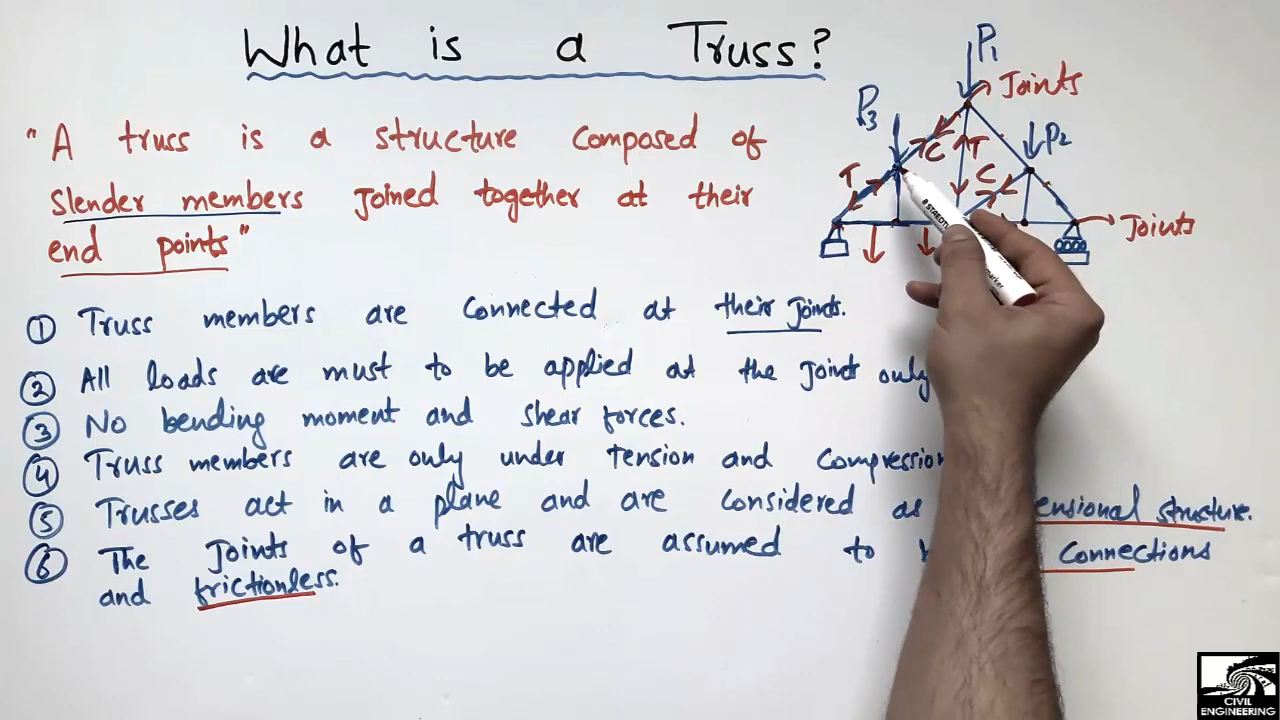 What is a Truss?
"A truss is a structure composed of
Slender members joined together at their
end points"
① Truss members are connected at their joints.
② All loads are must to be applied at the joint only
③ No bending moment and shear forces.
④ Truss members are only under tension and compression
⑤ Trusses act in a plane and are considered as ensional structure.
⑥ The Joints of a truss are assumed to connections
and frictionless.
P1
Joints
P3
P2
C
T
T
C
Joints
STAEDTLER
marker
CIVIL
ENGINEERING